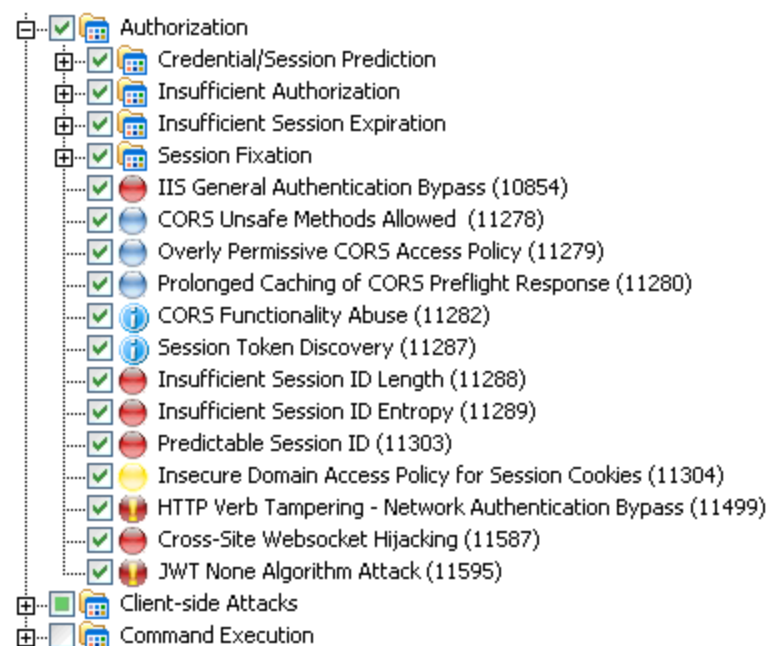 Authorization
Credential/Session Prediction
Insufficient Authorization
Insufficient Session Expiration
Session Fixation
IIS General Authentication Bypass (10854)
CORS Unsafe Methods Allowed  (11278)
Overly Permissive CORS Access Policy (11279)
Prolonged Caching of CORS Preflight Response (11280)
CORS Functionality Abuse (11282)
Session Token Discovery (11287)
Insufficient Session ID Length (11288)
Insufficient Session ID Entropy (11289)
Predictable Session ID (11303)
Insecure Domain Access Policy for Session Cookies (11304)
HTTP Verb Tampering - Network Authentication Bypass (11499)
Cross-Site Websocket Hijacking (11587)
JWT None Algorithm Attack (11595)
Client-side Attacks
Command Execution